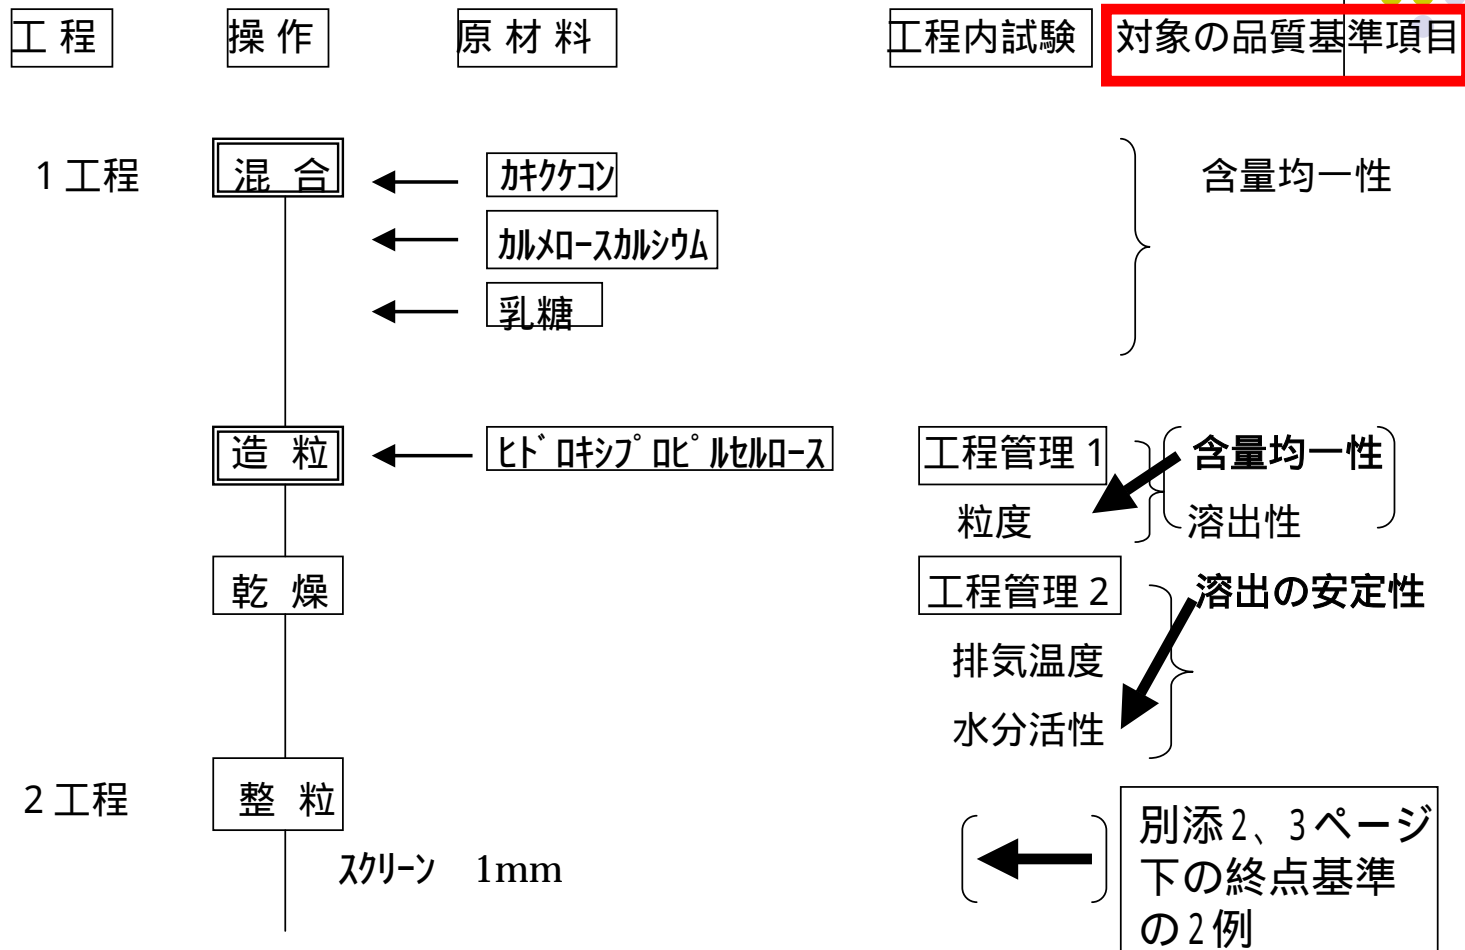 工程 操作 原材料 工程内試験 対象の品質基準項目
1工程 混合 ｶｷｸｹｺﾝ 含量均一性
ｶﾙﾒﾛｰｽｶﾙｼｳﾑ
乳糖
造粒 ﾋﾄﾞﾛｷｼﾌﾟﾛﾋﾟﾙｾﾙﾛｰｽ 工程管理1 含量均一性
粒度 溶出性
乾燥 工程管理2 溶出の安定性
排気温度
水分活性
2工程 整粒
ｽｸﾘｰﾝ 1mm
別添2、3ページ
下の終点基準
の2例